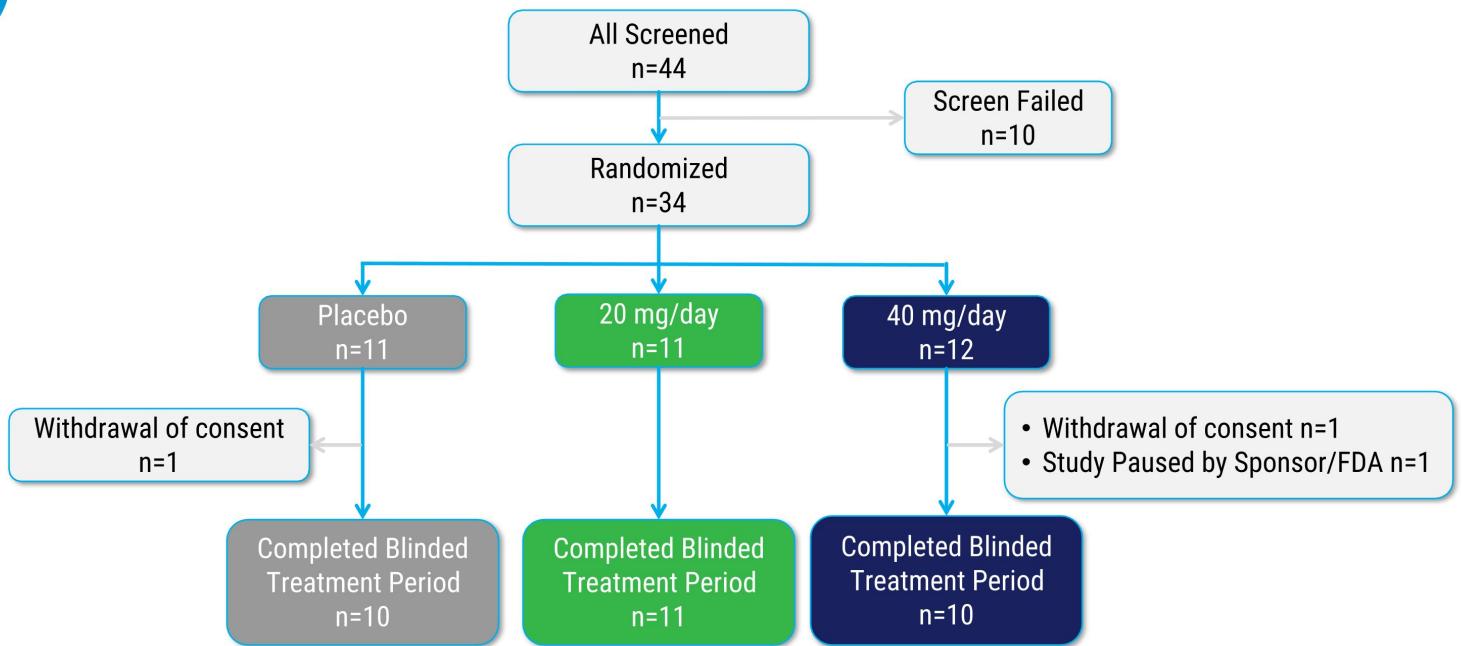 All Screened
n=44
Screen Failed
n=10
Randomized
n=34
Placebo
n=11
20 mg/day
n=11
40 mg/day
n=12
Withdrawal of consent
n=1
• Withdrawal of consent n=1
• Study Paused by Sponsor/FDA n=1
Completed Blinded
Treatment Period
n=10
Completed Blinded
Treatment Period
n=11
Completed Blinded
Treatment Period
n=10